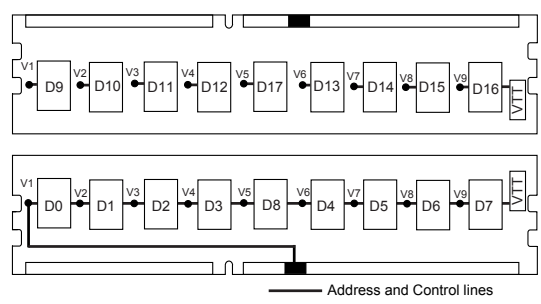 V1 V2 V3 V4 V5 V6 V7 V8 V9
D9 D10 D11 D12 D17 D13 D14 D15 D16 VTT
V1 V2 V3 V4 V5 V6 V7 V8 V9 VTT
D0 D1 D2 D3 D8 D4 D5 D6 D7
Address and Control lines